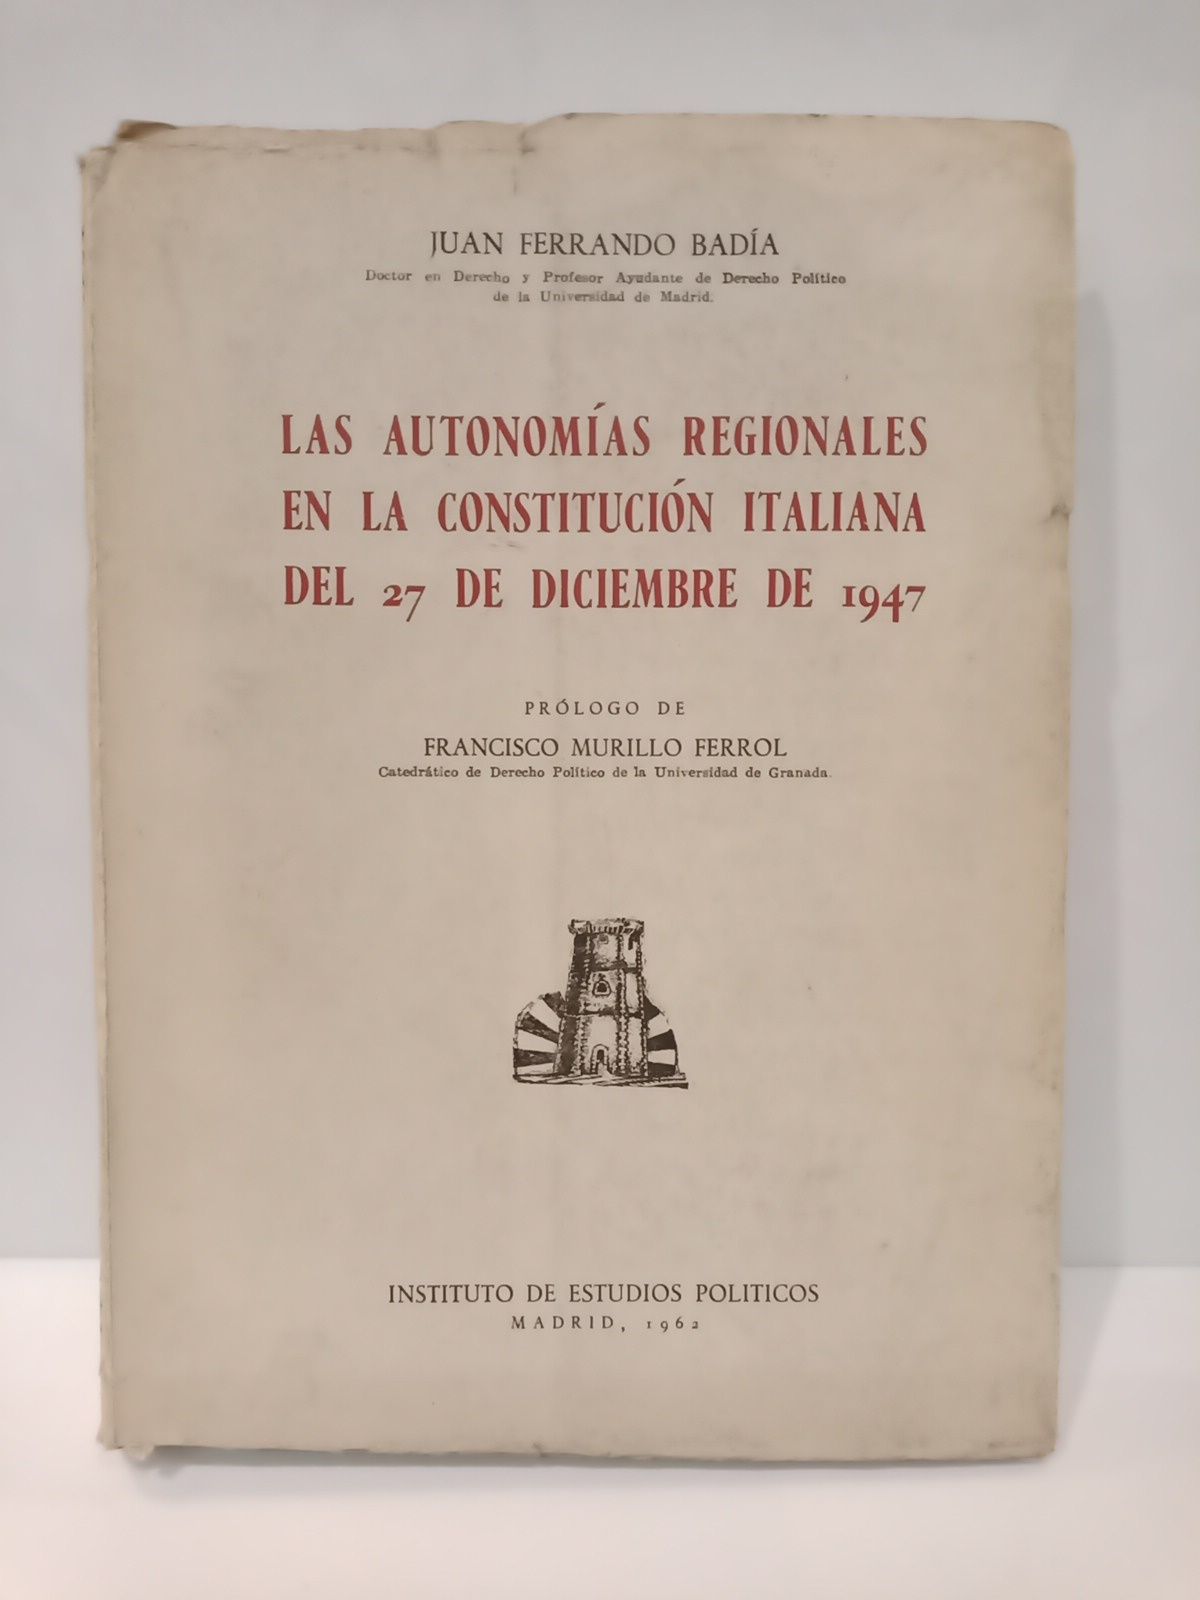 JUAN FERRANDO BADÍA
Doctor en Derecho y Profesor Ayudante de Derecho Político
de la Universidad de Madrid.
LAS AUTONOMÍAS REGIONALES
EN LA CONSTITUCIÓN ITALIANA
DEL 27 DE DICIEMBRE DE 1947
PRÓLOGO DE
FRANCISCO MURILLO FERROL
Catedrático de Derecho Político de la Universidad de Granada.
INSTITUTO DE ESTUDIOS POLITICOS
MADRID, 1962